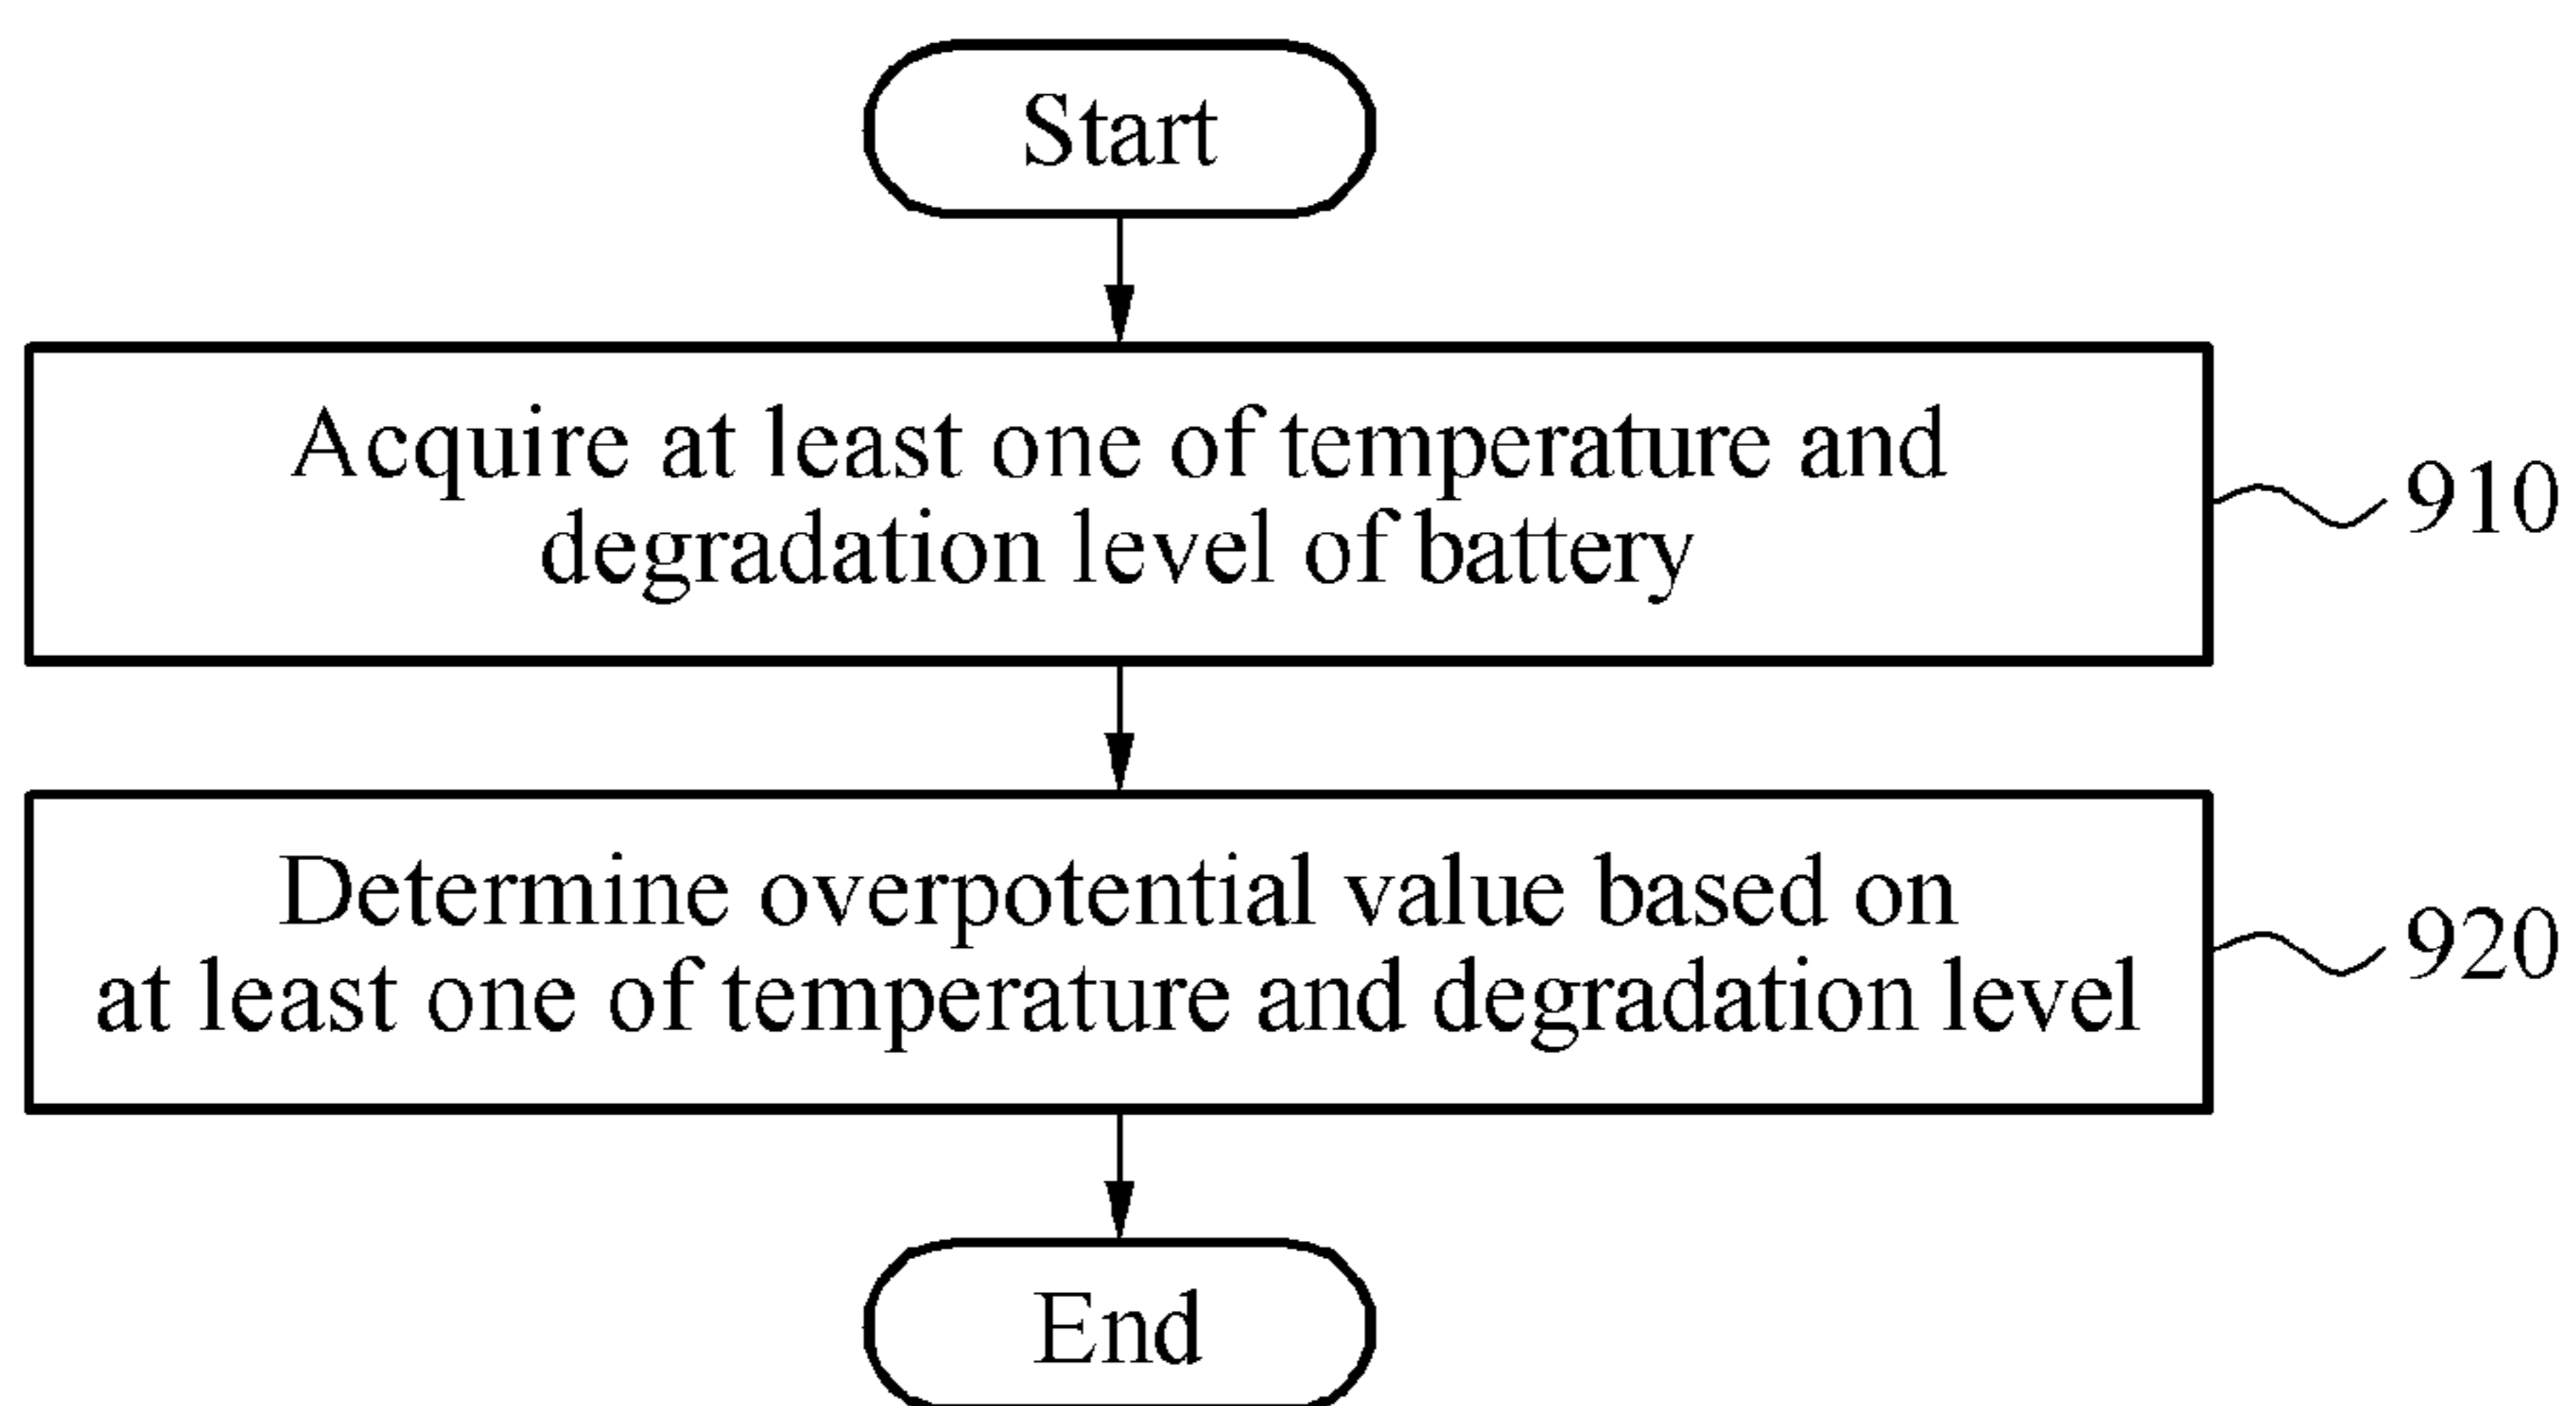 Start
Acquire at least one of temperature and
degradation level of battery
910
Determine overpotential value based on
at least one of temperature and degradation level
920
End